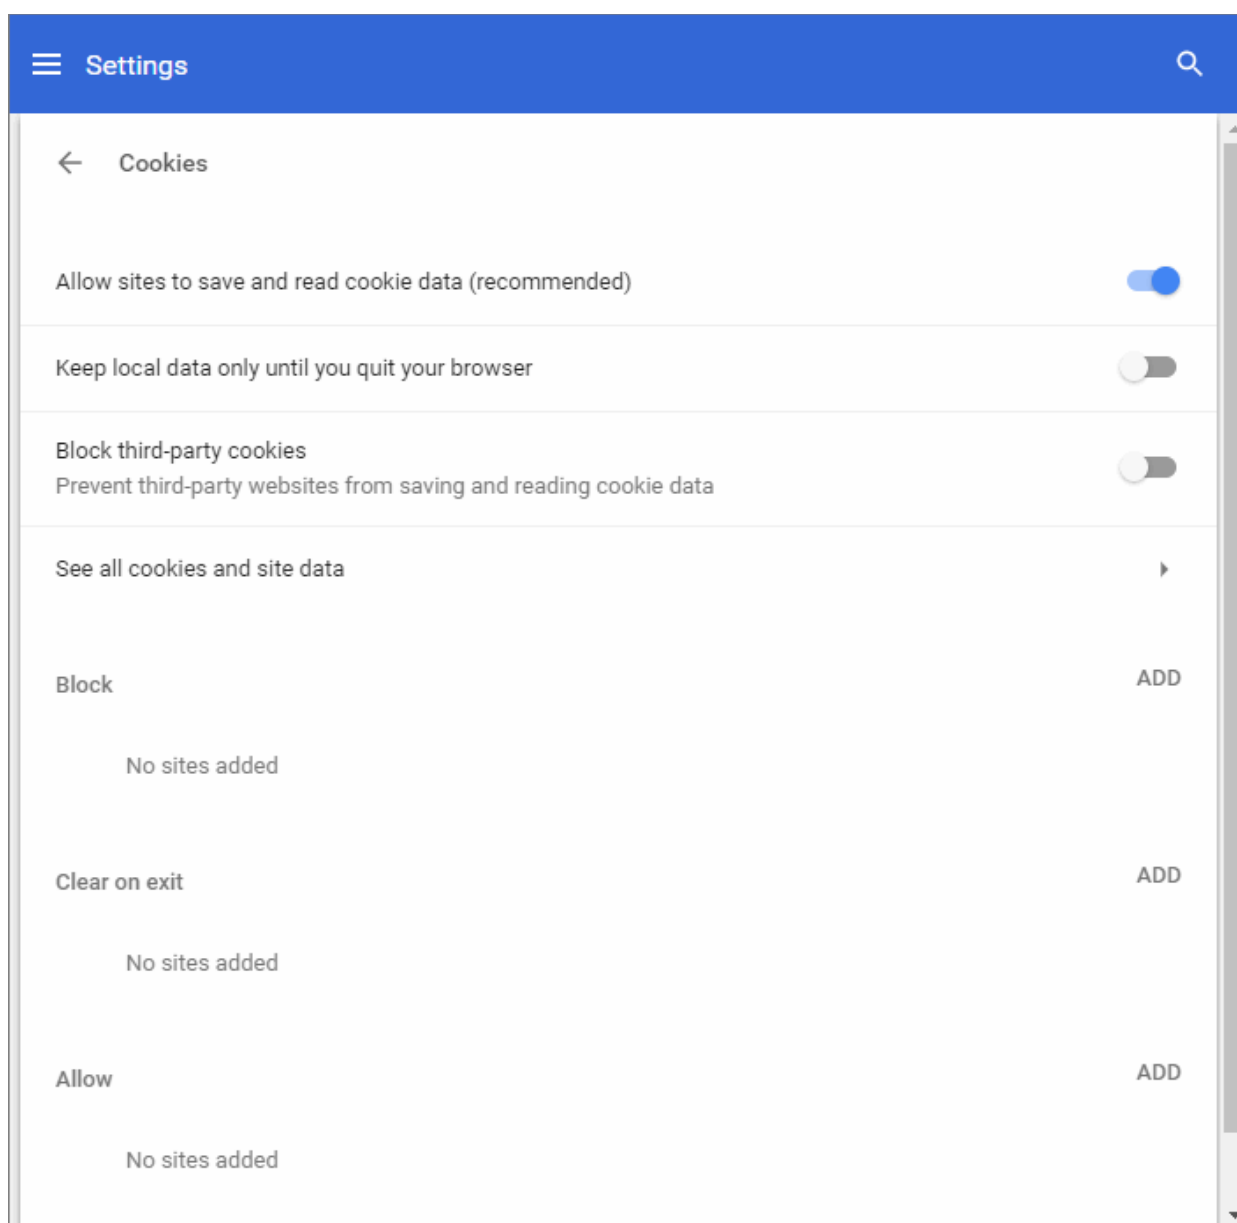 Settings
Cookies
Allow sites to save and read cookie data (recommended)
Keep local data only until you quit your browser
Block third-party cookies
Prevent third-party websites from saving and reading cookie data
See all cookies and site data
Block
ADD
No sites added
Clear on exit
ADD
No sites added
Allow
ADD
No sites added